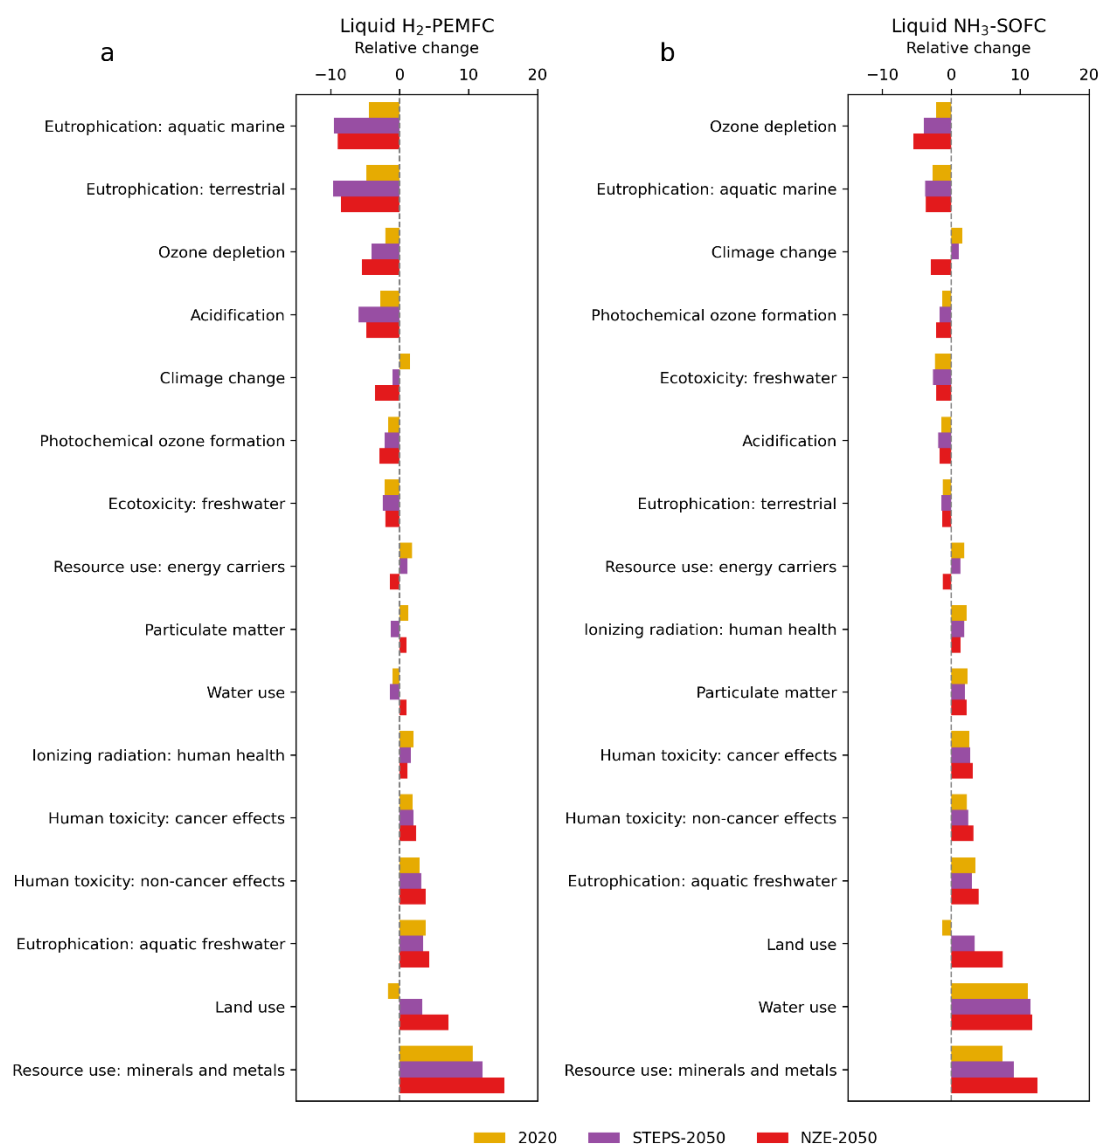 a
Liquid H₂-PEMFC
Relative change
−10 0 10 20
Eutrophication: aquatic marine
Eutrophication: terrestrial
Ozone depletion
Acidification
Climage change
Photochemical ozone formation
Ecotoxicity: freshwater
Resource use: energy carriers
Particulate matter
Water use
Ionizing radiation: human health
Human toxicity: cancer effects
Human toxicity: non-cancer effects
Eutrophication: aquatic freshwater
Land use
Resource use: minerals and metals
b
Liquid NH₃-SOFC
Relative change
−10 0 10 20
Ozone depletion
Eutrophication: aquatic marine
Climage change
Photochemical ozone formation
Ecotoxicity: freshwater
Acidification
Eutrophication: terrestrial
Resource use: energy carriers
Ionizing radiation: human health
Particulate matter
Human toxicity: cancer effects
Human toxicity: non-cancer effects
Eutrophication: aquatic freshwater
Land use
Water use
Resource use: minerals and metals
2020 STEPS-2050 NZE-2050